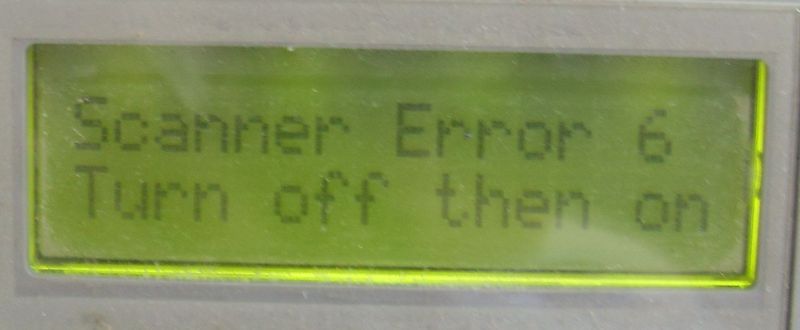 Scanner Error 6
Turn off then on